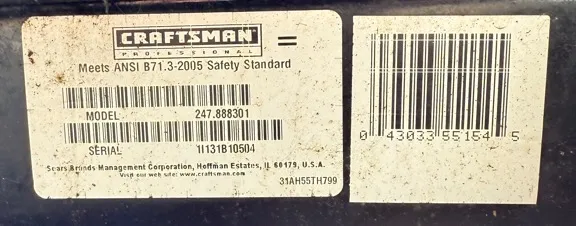 CRAFTSMAN
PROFESSIONAL
Meets ANSI B71.3-2005 Safety Standard
MODEL 247.888301
SERIAL 1I131B10504
Sears Brands Management Corporation, Hoffman Estates, IL 60179, U.S.A.
Visit our web site: www.craftsman.com
31AH55TH799
0 43033 55154 5